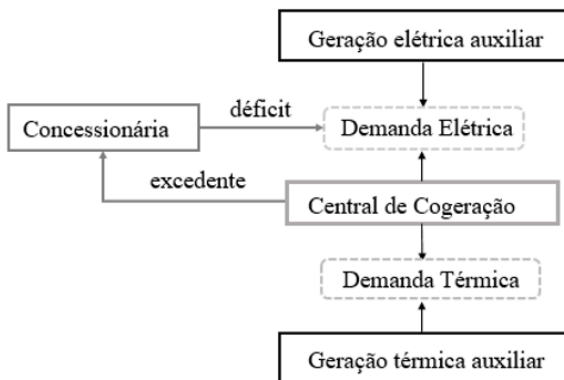 Geração elétrica auxiliar
déficit
Concessionária
Demanda Elétrica
excedente
Central de Cogeração
Demanda Térmica
Geração térmica auxiliar